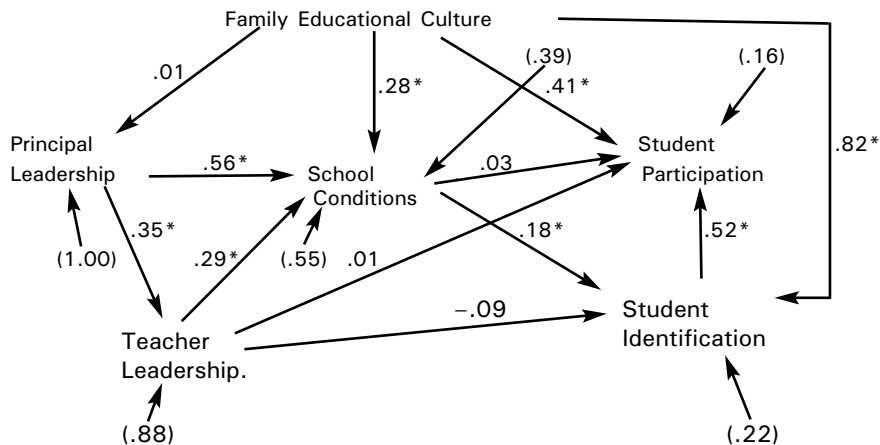 Family Educational Culture
(.39)
(.16)
.01
.28*
.41*
Principal
Leadership
.56*
School
Conditions
.03
Student
Participation
.82*
.35*
(1.00)
.29*
(.55)
.01
.18*
.52*
-.09
Student
Identification
Teacher
Leadership.
(.88)
(.22)